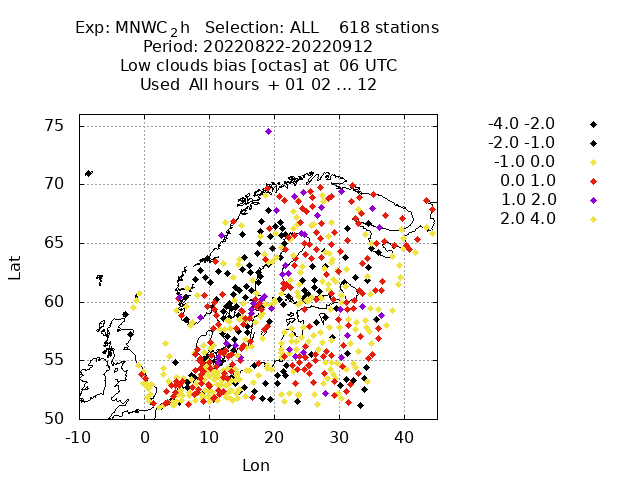 Exp: MNWC_2h   Selection: ALL    618 stations
Period: 20220822-20220912
Low clouds bias [octas] at  06 UTC
Used  All hours  + 01 02 ... 12
-4.0 -2.0
-2.0 -1.0
-1.0 0.0
0.0 1.0
1.0 2.0
2.0 4.0
75
70
65
60
55
50
Lat
-10 0 10 20 30 40
Lon